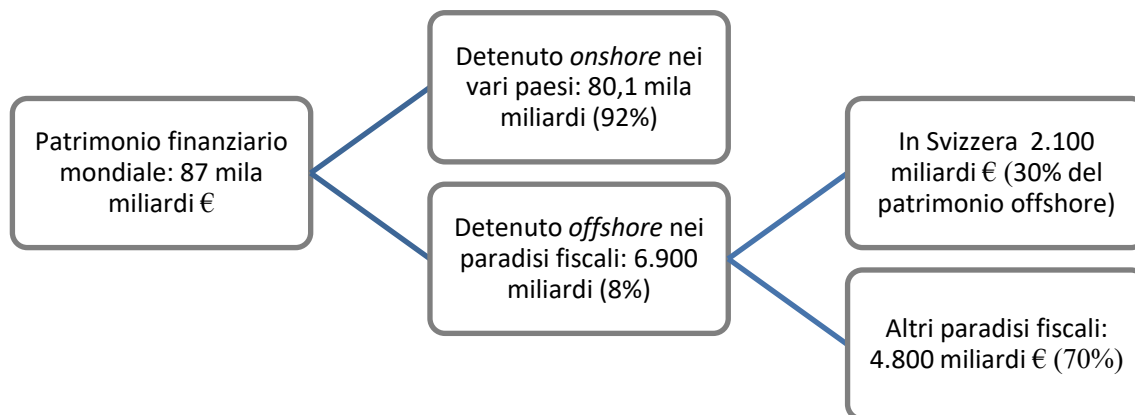 Patrimonio finanziario
mondiale: 87 mila
miliardi €
Detenuto onshore nei
vari paesi: 80,1 mila
miliardi (92%)
Detenuto offshore nei
paradisi fiscali: 6.900
miliardi (8%)
In Svizzera 2.100
miliardi € (30% del
patrimonio offshore)
Altri paradisi fiscali:
4.800 miliardi € (70%)